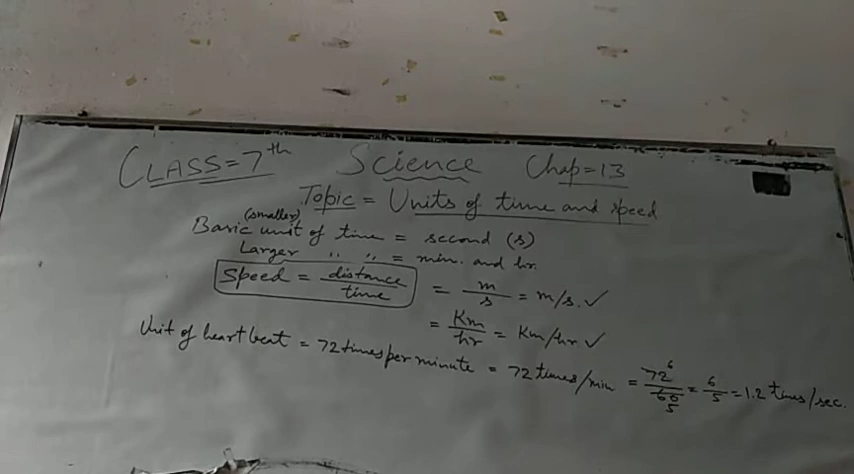 CLASS=7th Science Chap=13
Topic = Units of time and speed
(smaller)
Basic unit of time = second (s)
Larger " " = min. and hr.
Speed = distance/time = m/s = m/s. ✓
= Km/hr = Km/hr ✓
Unit of heart beat = 72 times per minute = 72 times/min = 72 6/60 5 = 6/5 = 1.2 times/sec.